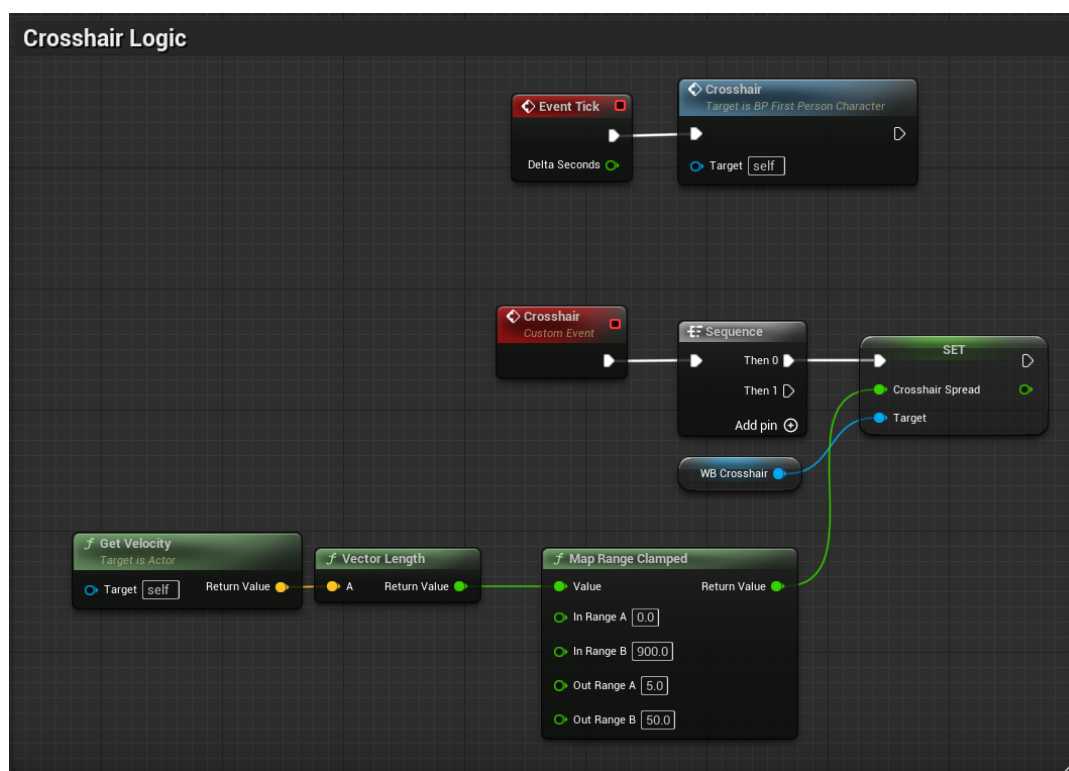 Crosshair Logic
Event Tick
Delta Seconds
Crosshair
Target is BP First Person Character
Target self
Crosshair
Custom Event
Sequence
Then 0
Then 1
Add pin
SET
Crosshair Spread
Target
WB Crosshair
Get Velocity
Target is Actor
Target self Return Value
Vector Length
A Return Value
Map Range Clamped
Value Return Value
In Range A 0.0
In Range B 900.0
Out Range A 5.0
Out Range B 50.0